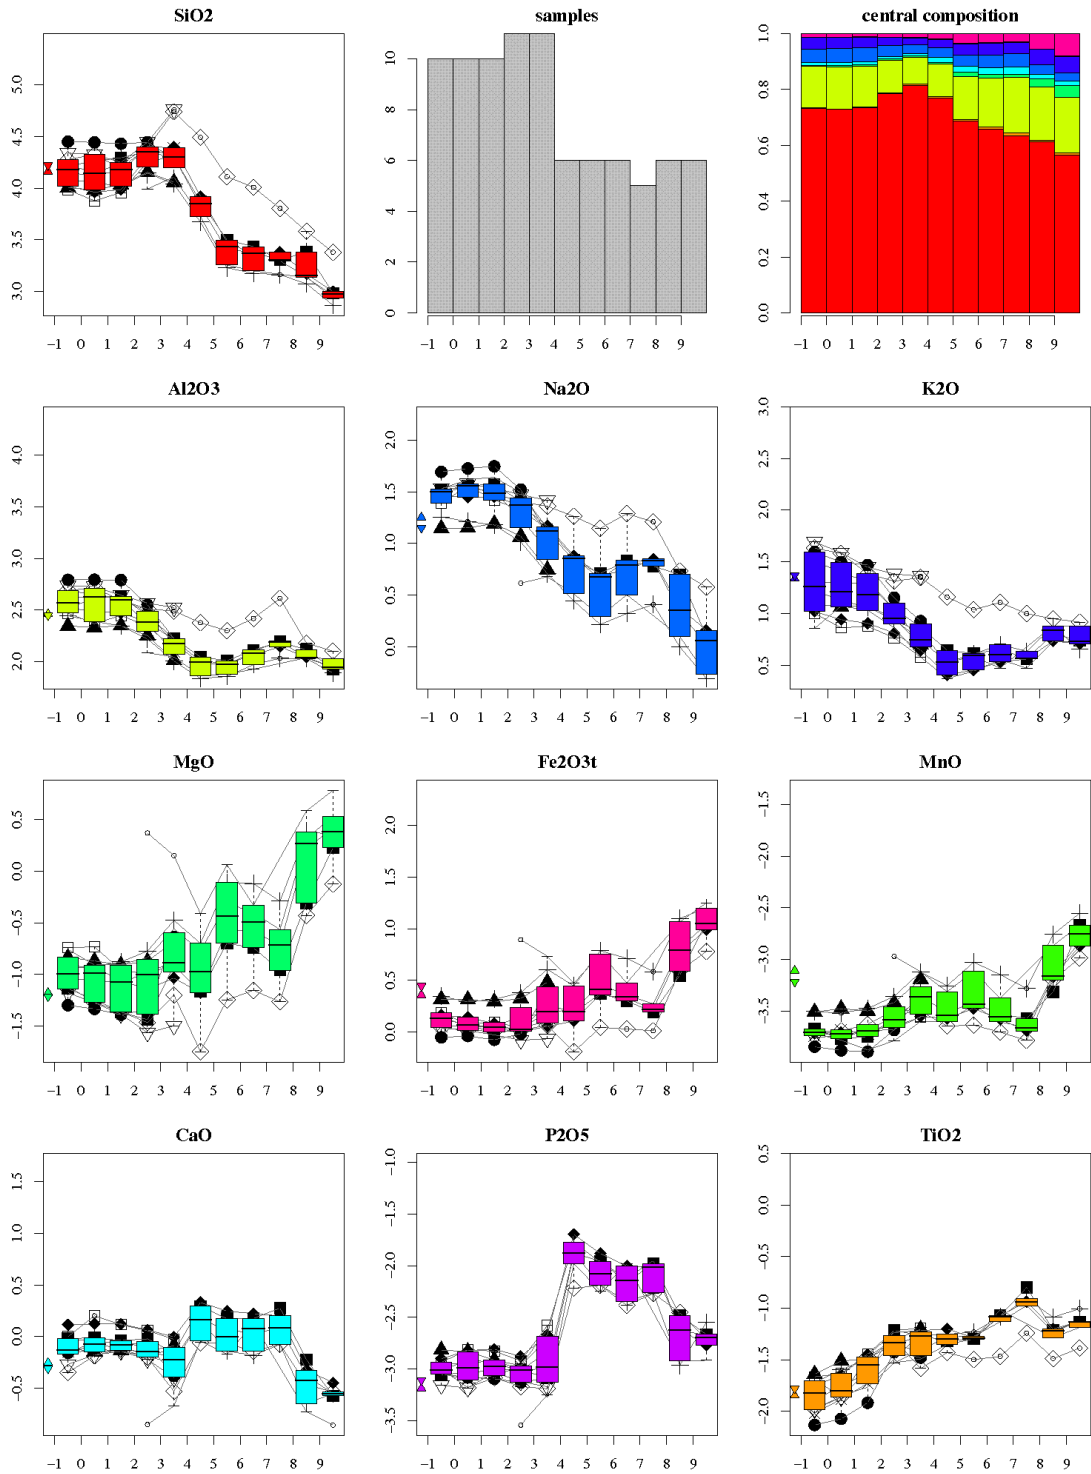 SiO2
samples
central composition
5.0
4.5
4.0
3.5
3.0
−1 0 1 2 3 4 5 6 7 8 9
10
8
6
4
2
0
−1 0 1 2 3 4 5 6 7 8 9
1.0
0.8
0.6
0.4
0.2
0.0
−1 0 1 2 3 4 5 6 7 8 9
Al2O3
Na2O
K2O
4.0
3.5
3.0
2.5
2.0
−1 0 1 2 3 4 5 6 7 8 9
2.0
1.5
1.0
0.5
0.0
−1 0 1 2 3 4 5 6 7 8 9
3.0
2.5
2.0
1.5
1.0
0.5
−1 0 1 2 3 4 5 6 7 8 9
MgO
Fe2O3t
MnO
0.5
0.0
−0.5
−1.0
−1.5
−1 0 1 2 3 4 5 6 7 8 9
2.0
1.5
1.0
0.5
0.0
−1 0 1 2 3 4 5 6 7 8 9
−1.5
−2.0
−2.5
−3.0
−3.5
−1 0 1 2 3 4 5 6 7 8 9
CaO
P2O5
TiO2
1.5
1.0
0.5
0.0
−0.5
−1 0 1 2 3 4 5 6 7 8 9
−1.0
−1.5
−2.0
−2.5
−3.0
−3.5
−1 0 1 2 3 4 5 6 7 8 9
0.5
0.0
−0.5
−1.0
−1.5
−2.0
−1 0 1 2 3 4 5 6 7 8 9